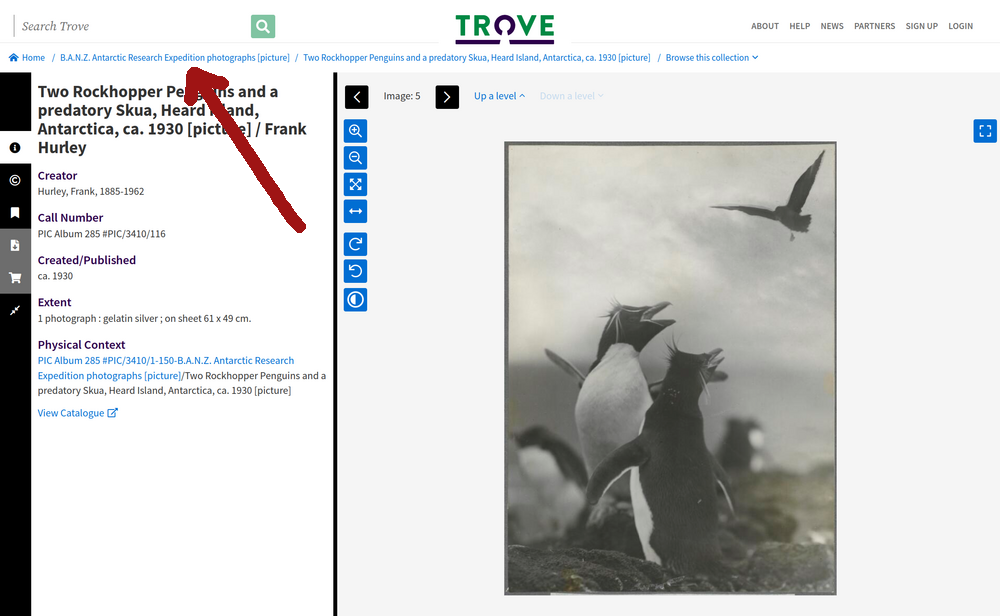 Search Trove
TROVE
ABOUT HELP NEWS PARTNERS SIGN UP LOGIN
Home / B.A.N.Z. Antarctic Research Expedition photographs [picture] / Two Rockhopper Penguins and a predatory Skua, Heard Island, Antarctica, ca. 1930 [picture] / Browse this collection
Two Rockhopper Penguins and a
predatory Skua, Heard Island,
Antarctica, ca. 1930 [picture] / Frank
Hurley
Creator
Hurley, Frank, 1885-1962
Call Number
PIC Album 285 #PIC/3410/116
Created/Published
ca. 1930
Extent
1 photograph : gelatin silver ; on sheet 61 x 49 cm.
Physical Context
PIC Album 285 #PIC/3410/1-150-B.A.N.Z. Antarctic Research
Expedition photographs [picture]/Two Rockhopper Penguins and a
predatory Skua, Heard Island, Antarctica, ca. 1930 [picture]
View Catalogue
Image: 5
Up a level
Down a level